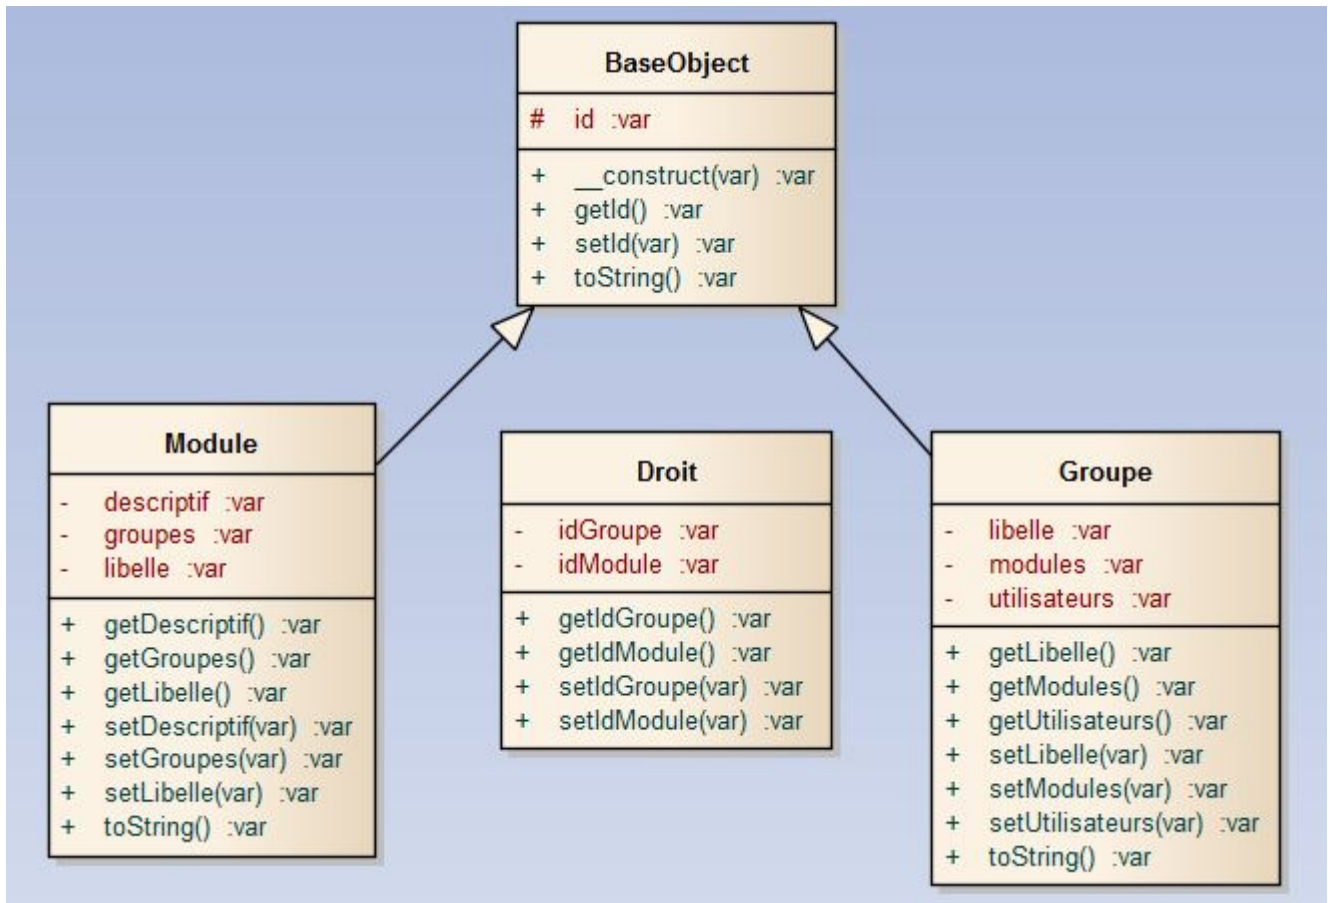 BaseObject
# id :var
+ __construct(var) :var
+ getId() :var
+ setId(var) :var
+ toString() :var
Module
- descriptif :var
- groupes :var
- libelle :var
+ getDescriptif() :var
+ getGroupes() :var
+ getLibelle() :var
+ setDescriptif(var) :var
+ setGroupes(var) :var
+ setLibelle(var) :var
+ toString() :var
Droit
- idGroupe :var
- idModule :var
+ getIdGroupe() :var
+ getIdModule() :var
+ setIdGroupe(var) :var
+ setIdModule(var) :var
Groupe
- libelle :var
- modules :var
- utilisateurs :var
+ getLibelle() :var
+ getModules() :var
+ getUtilisateurs() :var
+ setLibelle(var) :var
+ setModules(var) :var
+ setUtilisateurs(var) :var
+ toString() :var